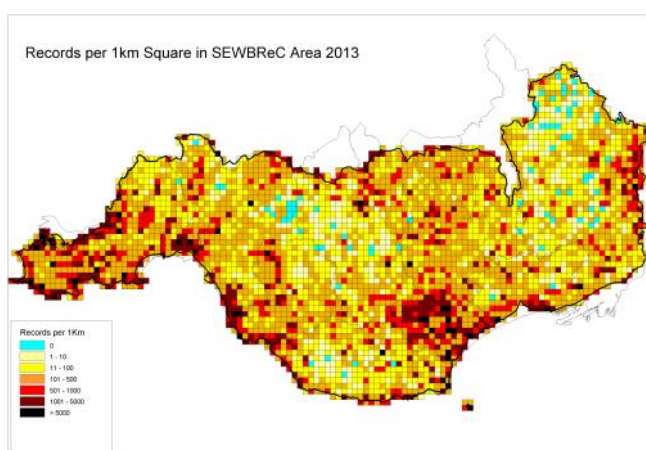 Records per 1km Square in SEWBReC Area 2013
Records per 1Km
0
1 - 10
11 - 100
101 - 500
501 - 1000
1001 - 5000
> 5000